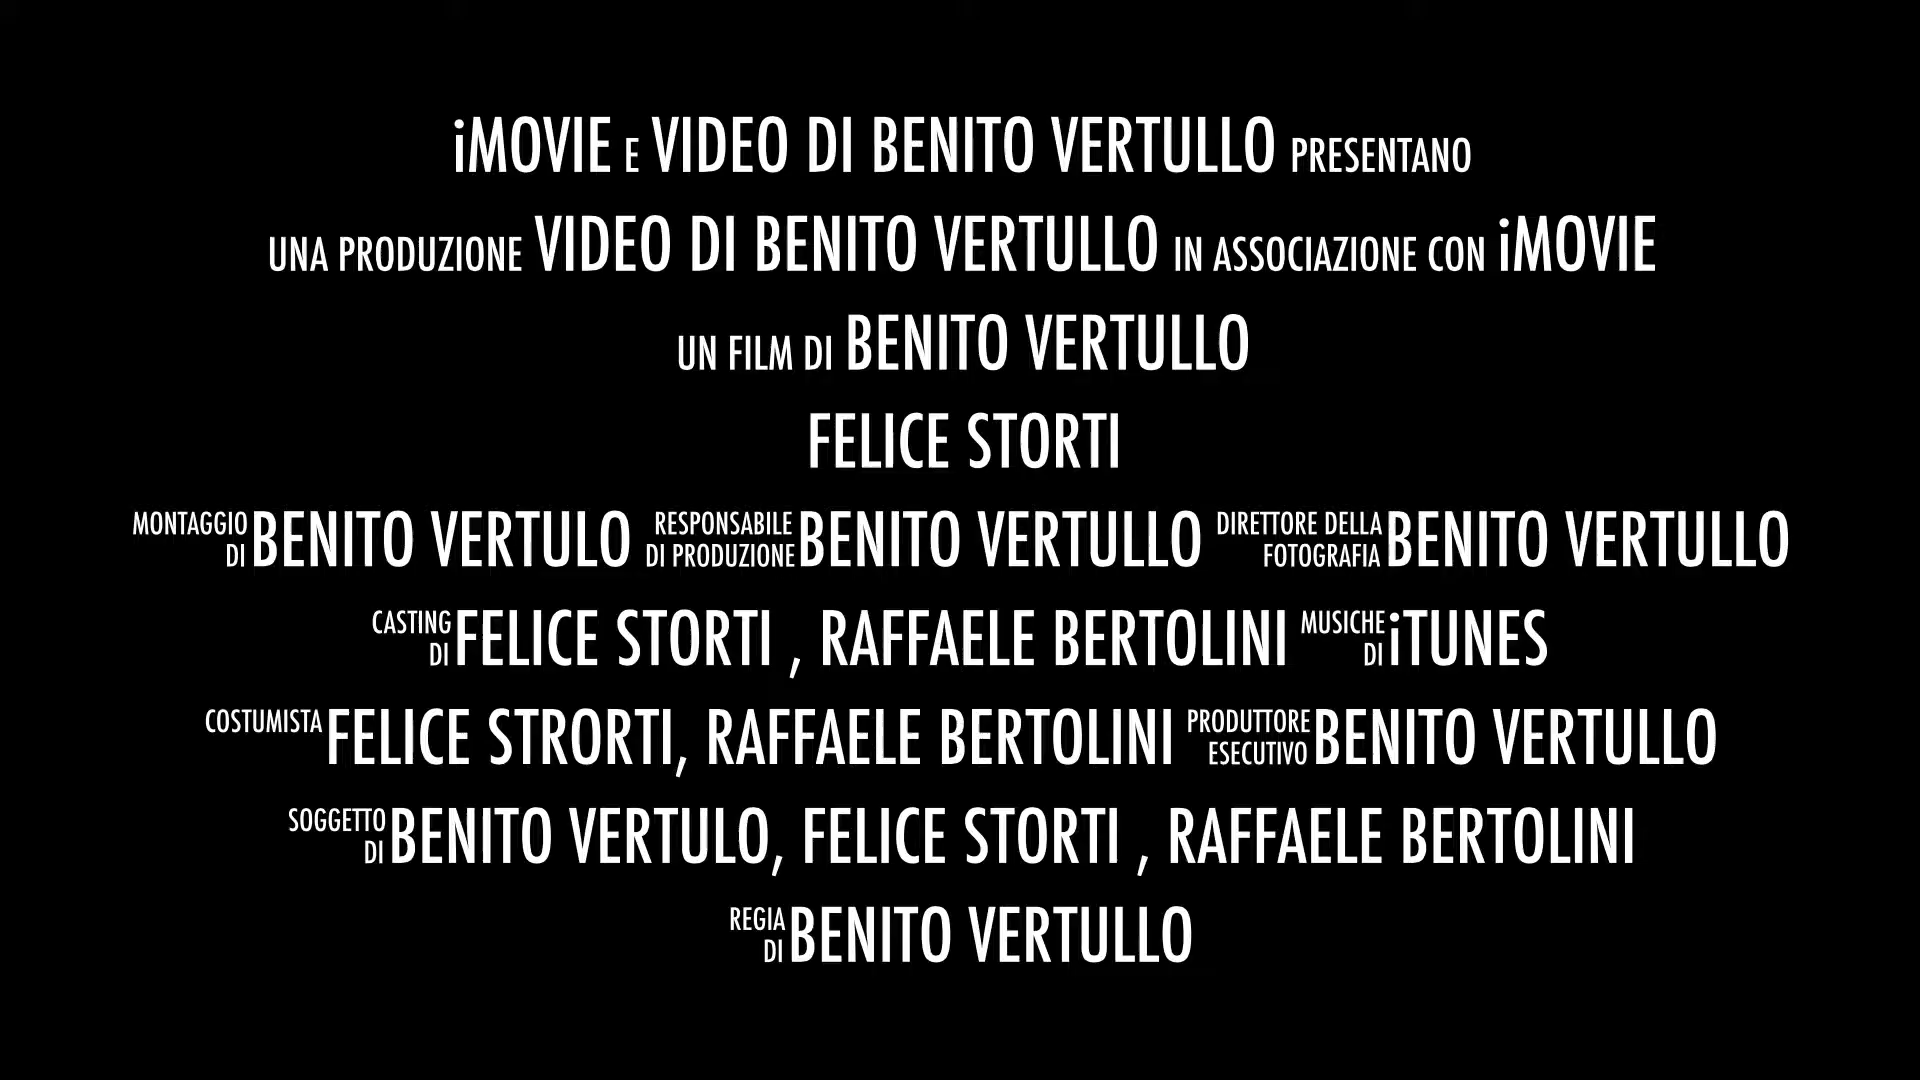 iMOVIE E VIDEO DI BENITO VERTULLO PRESENTANO
UNA PRODUZIONE VIDEO DI BENITO VERTULLO IN ASSOCIAZIONE CON iMOVIE
UN FILM DI BENITO VERTULLO
FELICE STORTI
MONTAGGIO DI BENITO VERTULO RESPONSABILE DI PRODUZIONE BENITO VERTULLO DIRETTORE DELLA FOTOGRAFIA BENITO VERTULLO
CASTING DI FELICE STORTI , RAFFAELE BERTOLINI MUSICHE DI iTUNES
COSTUMISTA FELICE STRORTI, RAFFAELE BERTOLINI PRODUTTORE ESECUTIVO BENITO VERTULLO
SOGGETTO DI BENITO VERTULO, FELICE STORTI , RAFFAELE BERTOLINI
REGIA DI BENITO VERTULLO